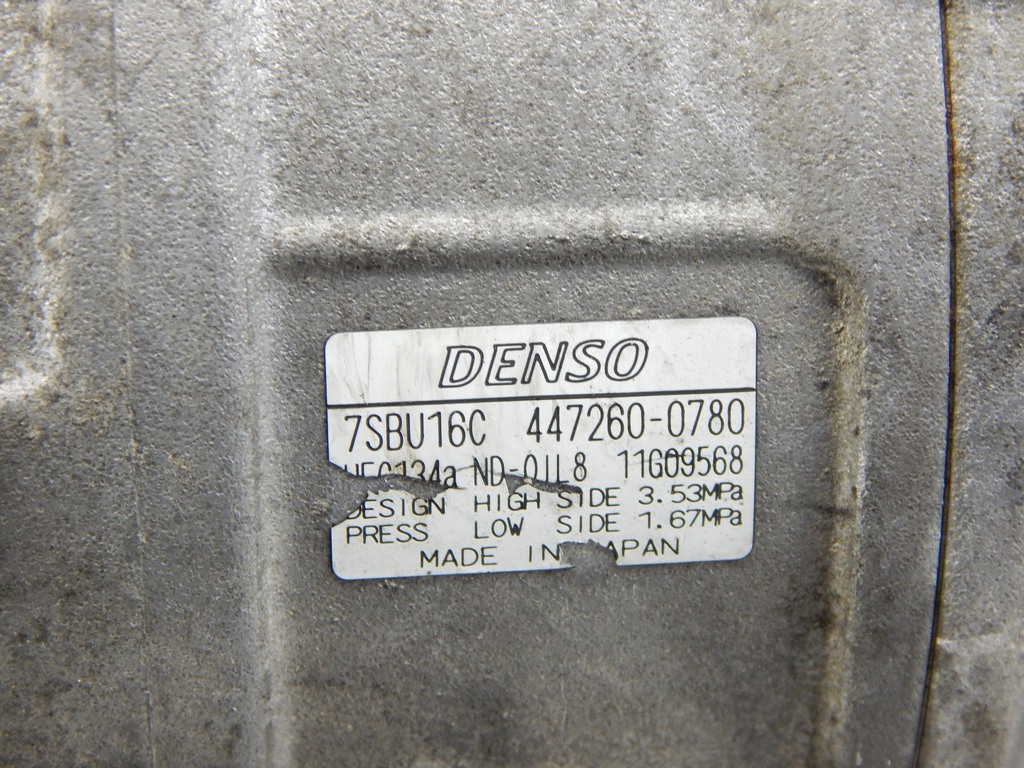 DENSO
7SBU16C 447260-0780
HFC134a ND-OIL8 11G09568
DESIGN HIGH SIDE 3.53MPa
PRESS LOW SIDE 1.67MPa
MADE IN JAPAN